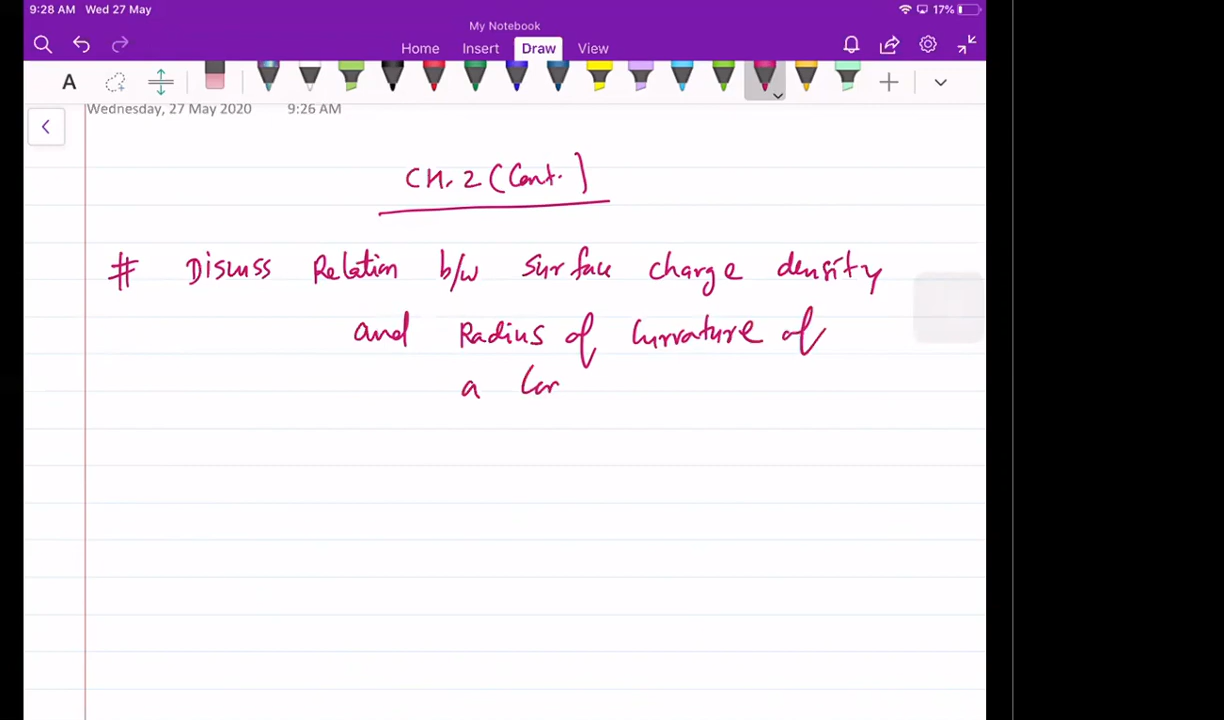 9:28 AM Wed 27 May
17%
My Notebook
Home Insert Draw View
A
Wednesday, 27 May 2020 9:26 AM
CH. 2 (Cont.)
# Discuss Relation b/w surface charge density
and Radius of Curvature of
a Con